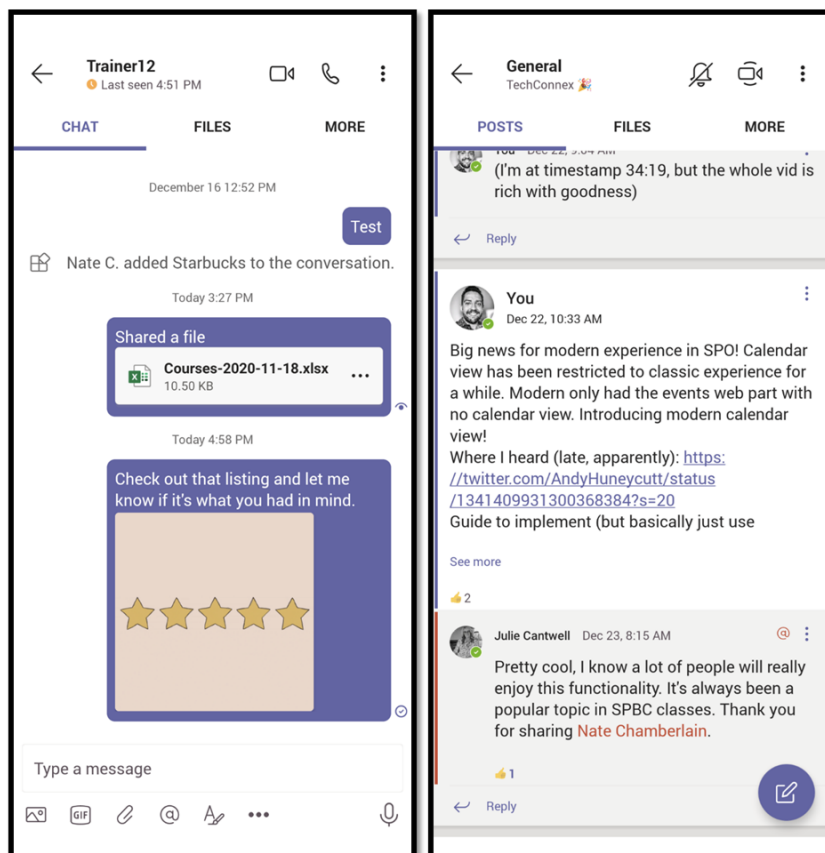 Trainer12
Last seen 4:51 PM
CHAT
FILES
MORE
December 16 12:52 PM
Test
Nate C. added Starbucks to the conversation.
Today 3:27 PM
Shared a file
Courses-2020-11-18.xlsx
10.50 KB
Today 4:58 PM
Check out that listing and let me
know if it's what you had in mind.
Type a message
GIF
General
TechConnex 🎉
POSTS
FILES
MORE
You Dec 22, 9:04 AM
(I'm at timestamp 34:19, but the whole vid is
rich with goodness)
Reply
You
Dec 22, 10:33 AM
Big news for modern experience in SPO! Calendar
view has been restricted to classic experience for
a while. Modern only had the events web part with
no calendar view. Introducing modern calendar
view!
Where I heard (late, apparently): https:
//twitter.com/AndyHuneycutt/status
/1341409931300368384?s=20
Guide to implement (but basically just use
See more
👍2
Julie Cantwell Dec 23, 8:15 AM
@
Pretty cool, I know a lot of people will really
enjoy this functionality. It's always been a
popular topic in SPBC classes. Thank you
for sharing Nate Chamberlain.
👍1
Reply